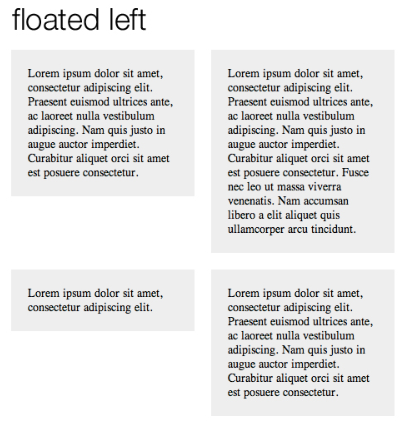 floated left
Lorem ipsum dolor sit amet,
consectetur adipiscing elit.
Praesent euismod ultrices ante,
ac laoreet nulla vestibulum
adipiscing. Nam quis justo in
augue auctor imperdiet.
Curabitur aliquet orci sit amet
est posuere consectetur.
Lorem ipsum dolor sit amet,
consectetur adipiscing elit.
Praesent euismod ultrices ante,
ac laoreet nulla vestibulum
adipiscing. Nam quis justo in
augue auctor imperdiet.
Curabitur aliquet orci sit amet
est posuere consectetur. Fusce
nec leo ut massa viverra
venenatis. Nam accumsan
libero a elit aliquet quis
ullamcorper arcu tincidunt.
Lorem ipsum dolor sit amet,
consectetur adipiscing elit.
Lorem ipsum dolor sit amet,
consectetur adipiscing elit.
Praesent euismod ultrices ante,
ac laoreet nulla vestibulum
adipiscing. Nam quis justo in
augue auctor imperdiet.
Curabitur aliquet orci sit amet
est posuere consectetur.